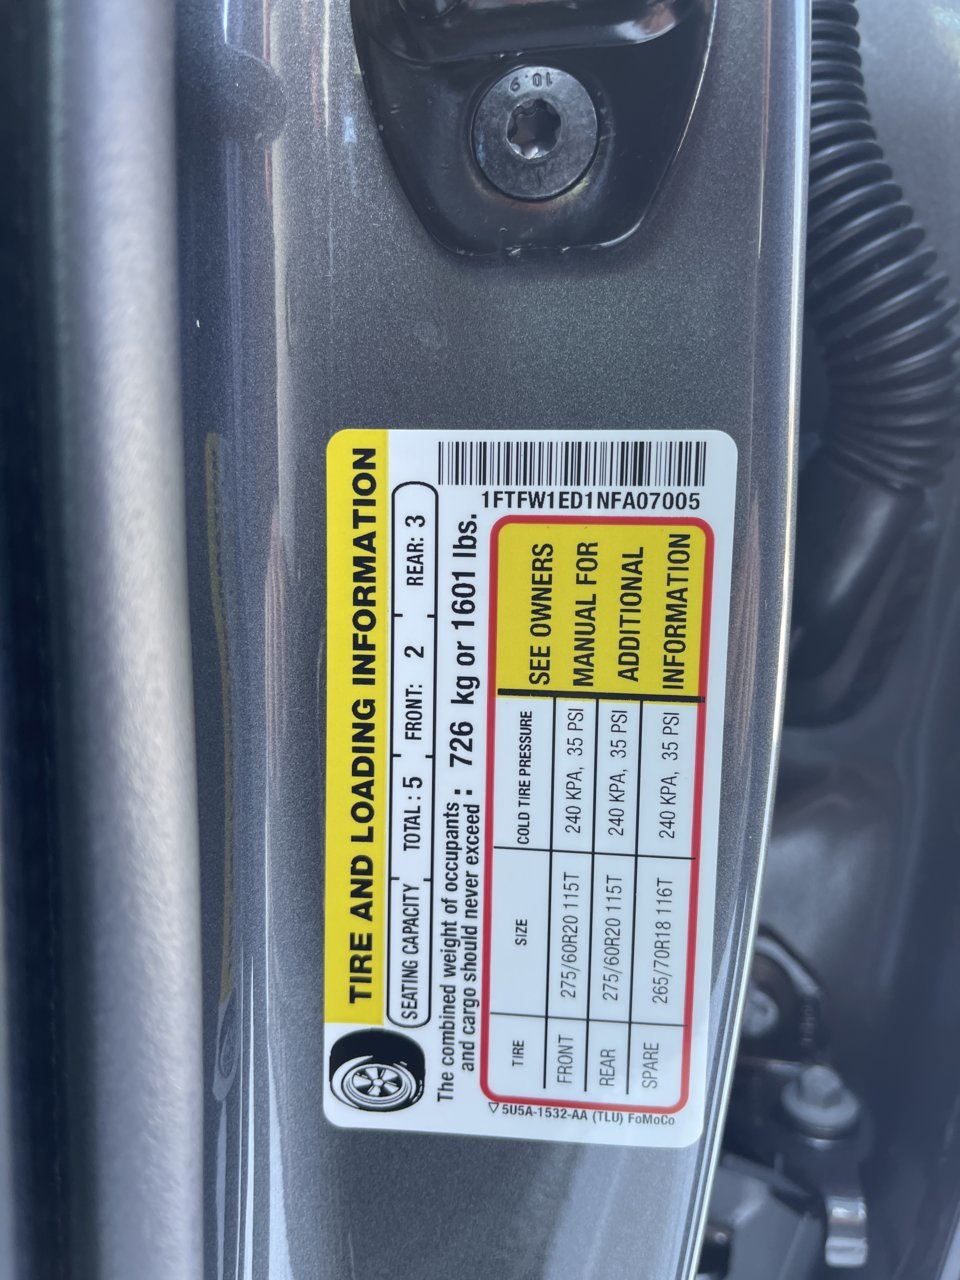 10.9
TIRE AND LOADING INFORMATION
SEATING CAPACITY TOTAL : 5 FRONT: 2 REAR: 3
The combined weight of occupants
and cargo should never exceed : 726 kg or 1601 lbs.
1FTFW1ED1NFA07005
TIRE SIZE COLD TIRE PRESSURE
FRONT 275/60R20 115T 240 KPA, 35 PSI
REAR 275/60R20 115T 240 KPA, 35 PSI
SPARE 265/70R18 116T 240 KPA, 35 PSI
SEE OWNERS
MANUAL FOR
ADDITIONAL
INFORMATION
5U5A-1532-AA (TLU) FoMoCo